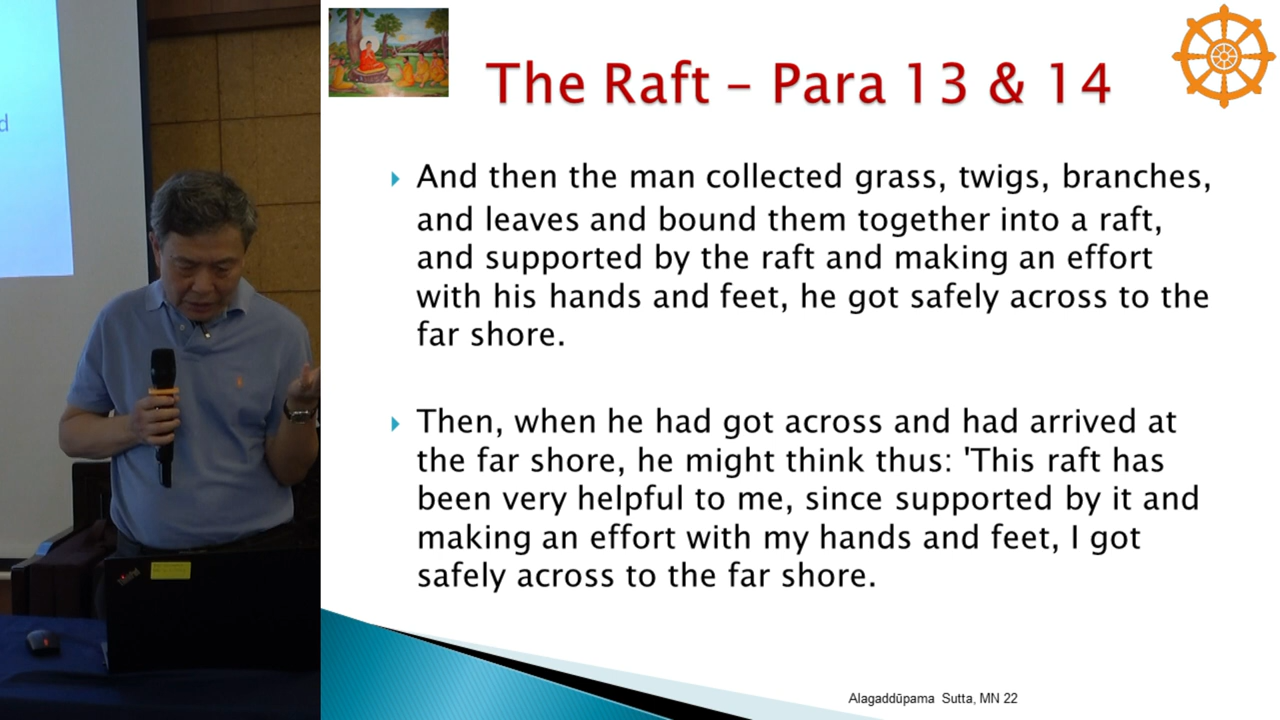 d
The Raft – Para 13 & 14
And then the man collected grass, twigs, branches,
and leaves and bound them together into a raft,
and supported by the raft and making an effort
with his hands and feet, he got safely across to the
far shore.
Then, when he had got across and had arrived at
the far shore, he might think thus: 'This raft has
been very helpful to me, since supported by it and
making an effort with my hands and feet, I got
safely across to the far shore.
Alagaddūpama Sutta, MN 22